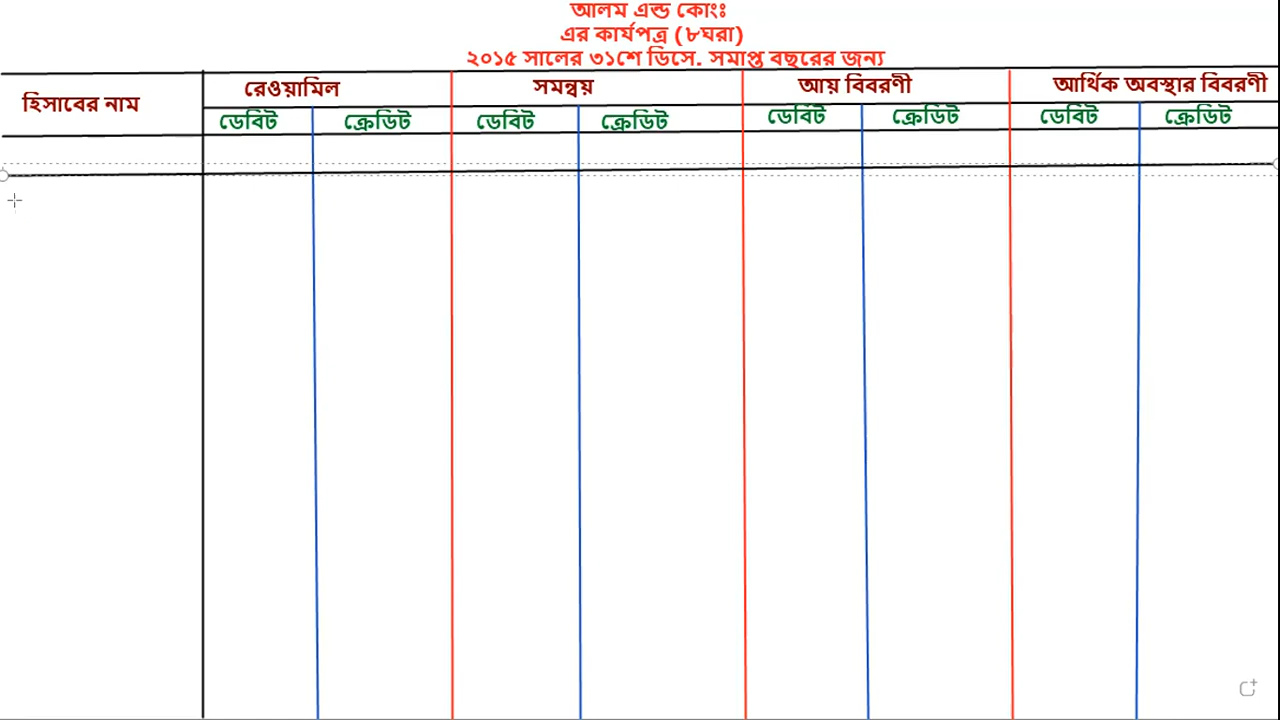 আলম এন্ড কোং
এর কার্যপত্র (৮ঘরা)
২০১৫ সালের ৩১শে ডিসে. সমাপ্ত বছরের জন্য
হিসাবের নাম রেওয়ামিল সমন্বয় আয় বিবরণী আর্থিক অবস্থার বিবরণী
ডেবিট ক্রেডিট ডেবিট ক্রেডিট ডেবিট ক্রেডিট ডেবিট ক্রেডিট